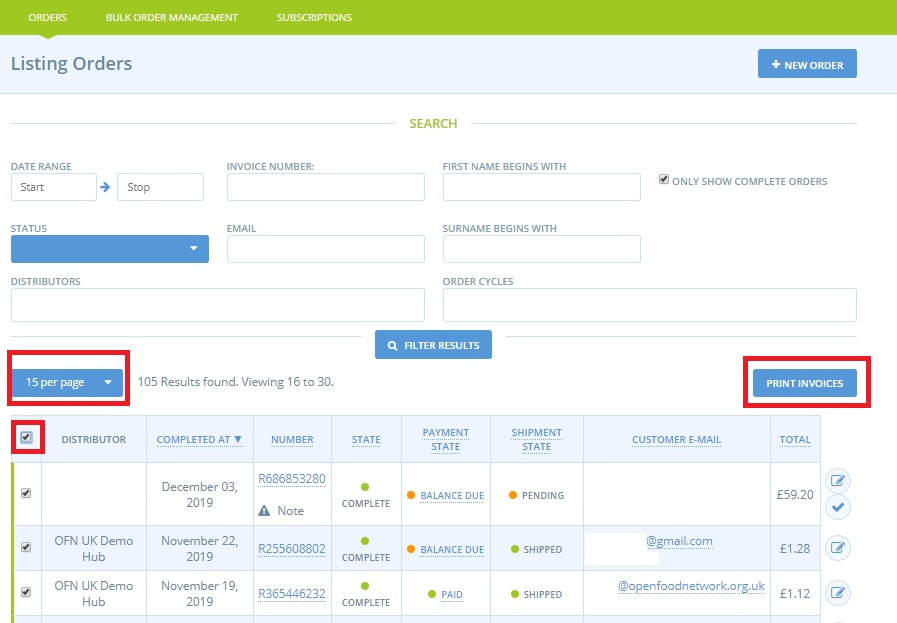 ORDERS BULK ORDER MANAGEMENT SUBSCRIPTIONS
Listing Orders
+ NEW ORDER
SEARCH
DATE RANGE INVOICE NUMBER: FIRST NAME BEGINS WITH
Start Stop ONLY SHOW COMPLETE ORDERS
STATUS EMAIL SURNAME BEGINS WITH
DISTRIBUTORS ORDER CYCLES
FILTER RESULTS
15 per page 105 Results found. Viewing 16 to 30. PRINT INVOICES
DISTRIBUTOR COMPLETED AT ▼ NUMBER STATE PAYMENT STATE SHIPMENT STATE CUSTOMER E-MAIL TOTAL
December 03, 2019 R686853280 Note COMPLETE BALANCE DUE PENDING £59.20
OFN UK Demo Hub November 22, 2019 R255608802 COMPLETE BALANCE DUE SHIPPED @gmail.com £1.28
OFN UK Demo Hub November 19, 2019 R365446232 COMPLETE PAID SHIPPED @openfoodnetwork.org.uk £1.12